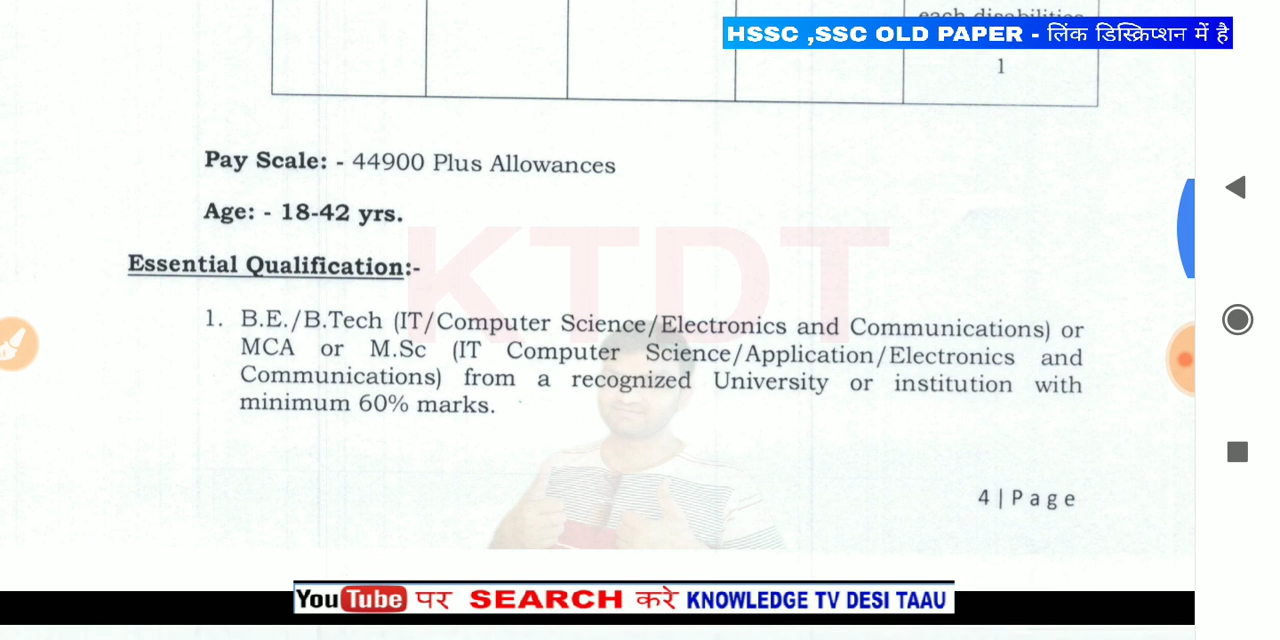 each disabilities
HSSC ,SSC OLD PAPER - लिंक डिस्क्रिप्शन में है
1
Pay Scale: - 44900 Plus Allowances
Age: - 18-42 yrs.
KTDT
Essential Qualification:-
1. B.E./B.Tech (IT/Computer Science/Electronics and Communications) or
MCA or M.Sc (IT Computer Science/Application/Electronics and
Communications) from a recognized University or institution with
minimum 60% marks.
4|Page
YouTube पर SEARCH करे KNOWLEDGE TV DESI TAAU